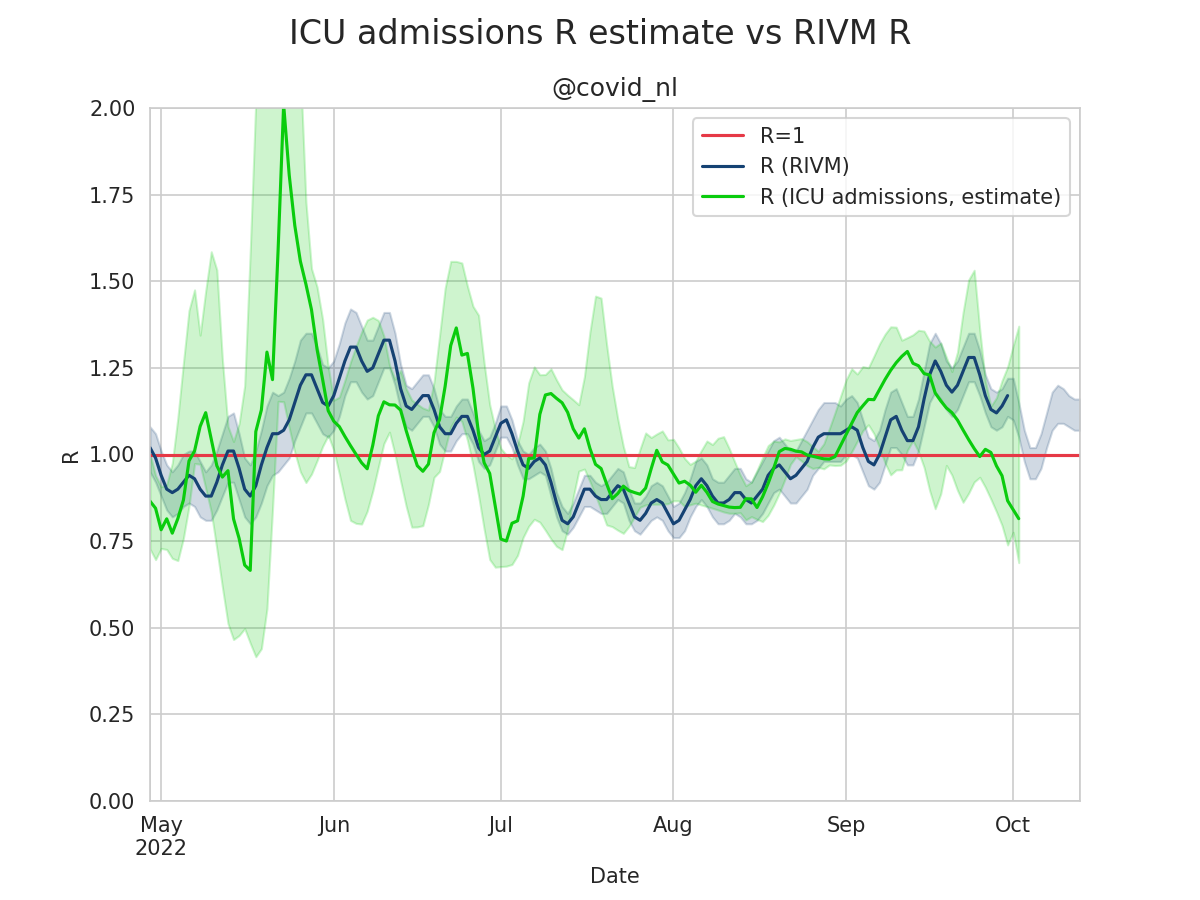 ICU admissions R estimate vs RIVM R
@covid_nl
R=1
R (RIVM)
R (ICU admissions, estimate)
2.00
1.75
1.50
1.25
1.00
0.75
0.50
0.25
0.00
R
May Jun Jul Aug Sep Oct
2022
Date